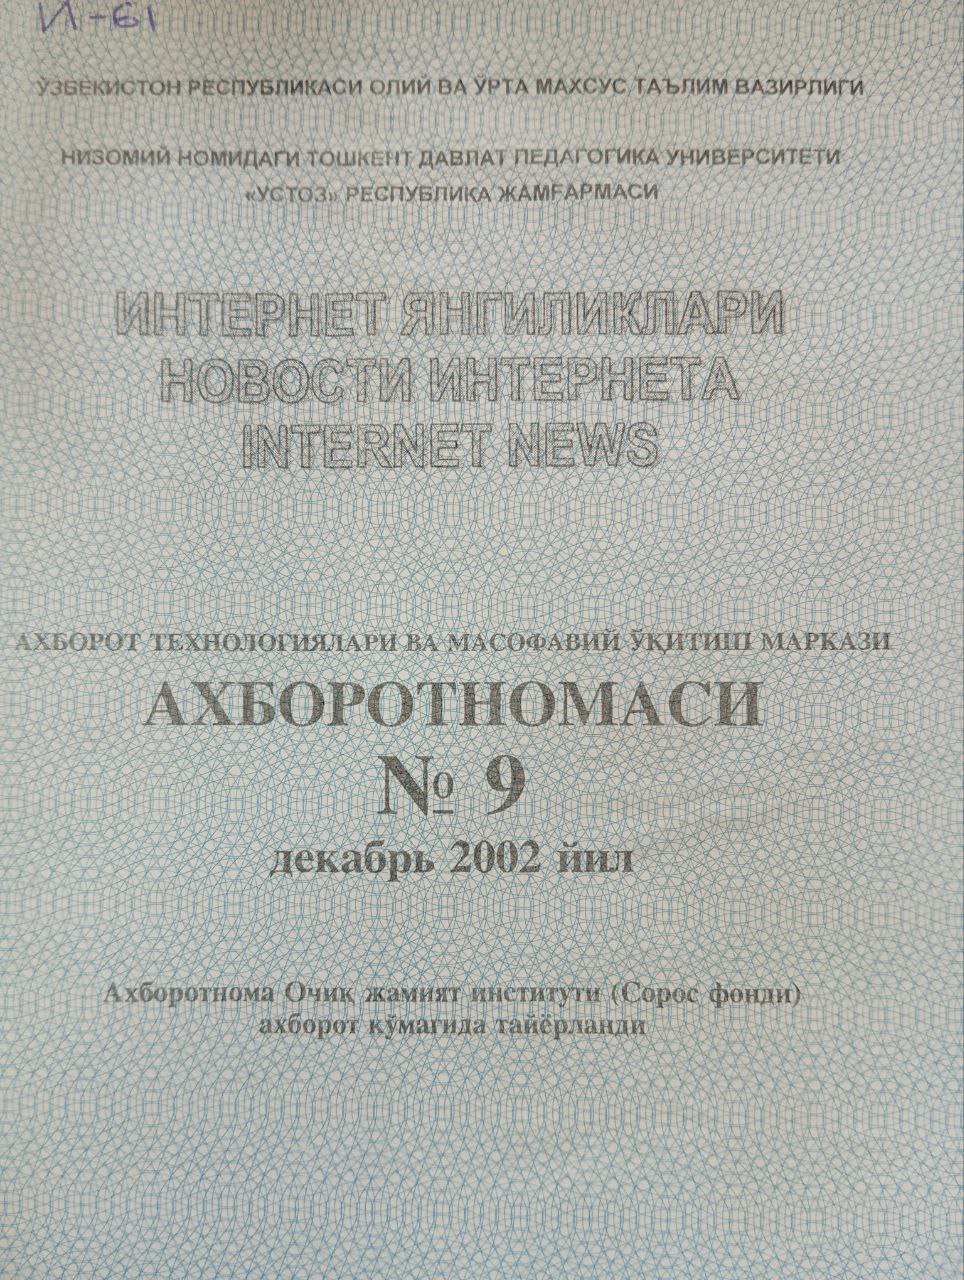 И-61
ЎЗБЕКИСТОН РЕСПУБЛИКАСИ ОЛИЙ ВА ЎРТА МАХСУС ТАЪЛИМ ВАЗИРЛИГИ
НИЗОМИЙ НОМИДАГИ ТОШКЕНТ ДАВЛАТ ПЕДАГОГИКА УНИВЕРСИТЕТИ
«УСТОЗ» РЕСПУБЛИКА ЖАМҒАРМАСИ
ИНТЕРНЕТ ЯНГИЛИКЛАРИ
НОВОСТИ ИНТЕРНЕТА
INTERNET NEWS
АХБОРОТ ТЕХНОЛОГИЯЛАРИ ВА МАСОФАВИЙ ЎҚИТИШ МАРКАЗИ
АХБОРОТНОМАСИ
№ 9
декабрь 2002 йил
Ахборотнома Очиқ жамият институти (Сорос фонди)
ахборот кўмагида тайёрланди